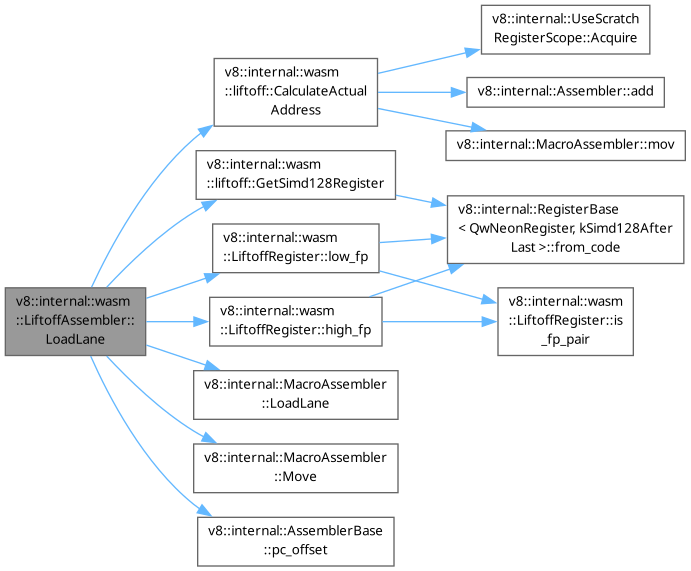 v8::internal::UseScratch
RegisterScope::Acquire
v8::internal::wasm
::liftoff::CalculateActual
Address
v8::internal::Assembler::add
v8::internal::MacroAssembler::mov
v8::internal::wasm
::liftoff::GetSimd128Register
v8::internal::RegisterBase
< QwNeonRegister, kSimd128After
Last >::from_code
v8::internal::wasm
::LiftoffRegister::low_fp
v8::internal::wasm
::LiftoffAssembler::
LoadLane
v8::internal::wasm
::LiftoffRegister::high_fp
v8::internal::wasm
::LiftoffRegister::is
_fp_pair
v8::internal::MacroAssembler
::LoadLane
v8::internal::MacroAssembler
::Move
v8::internal::AssemblerBase
::pc_offset